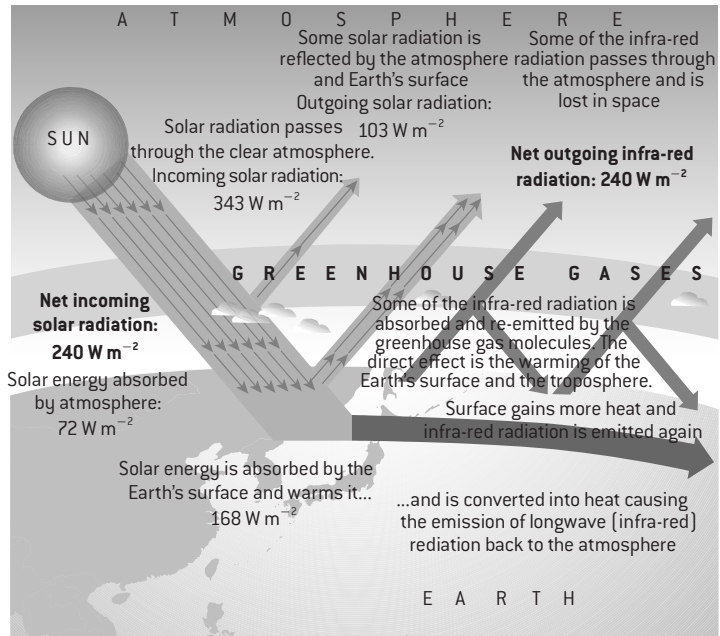 A T M O S P H E R E
Some solar radiation is
reflected by the atmosphere
and Earth's surface
Outgoing solar radiation:
103 W m⁻²
Some of the infra-red
radiation passes through
the atmosphere and is
lost in space
SUN
Solar radiation passes
through the clear atmosphere.
Incoming solar radiation:
343 W m⁻²
Net outgoing infra-red
radiation: 240 W m⁻²
G R E E N H O U S E G A S E S
Net incoming
solar radiation:
240 W m⁻²
Some of the infra-red radiation is
absorbed and re-emitted by the
greenhouse gas molecules. The
direct effect is the warming of the
Earth's surface and the troposphere.
Solar energy absorbed
by atmosphere:
72 W m⁻²
Surface gains more heat and
infra-red radiation is emitted again
Solar energy is absorbed by the
Earth's surface and warms it...
168 W m⁻²
...and is converted into heat causing
the emission of longwave (infra-red)
rediation back to the atmosphere
E A R T H